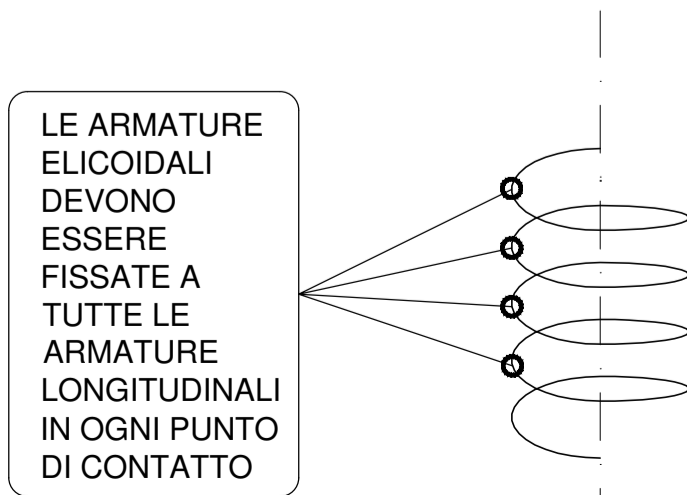 LE ARMATURE
ELICOIDALI
DEVONO
ESSERE
FISSATE A
TUTTE LE
ARMATURE
LONGITUDINALI
IN OGNI PUNTO
DI CONTATTO